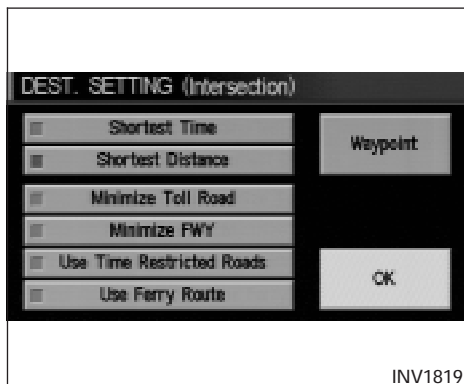 DEST. SETTING (Intersection)
Shortest Time
Shortest Distance
Minimize Toll Road
Minimize FWY
Use Time Restricted Roads
Use Ferry Route
Waypoint
OK
INV1819